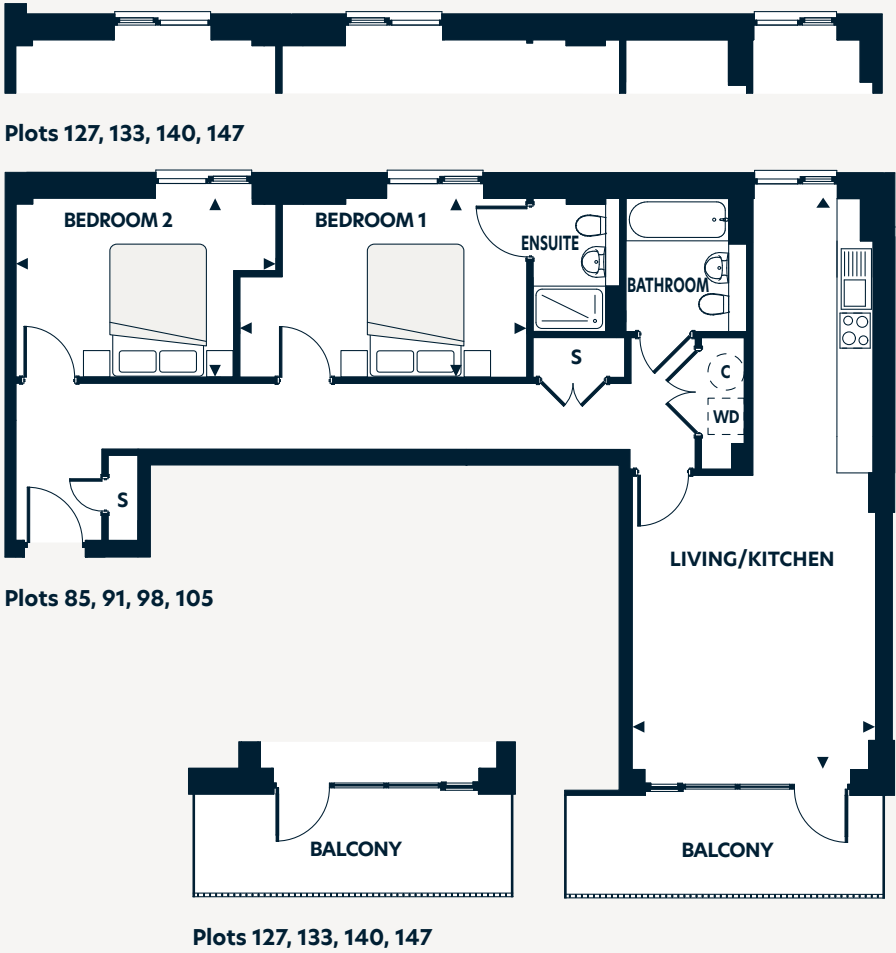 Plots 127, 133, 140, 147
BEDROOM 2
BEDROOM 1
ENSUITE
BATHROOM
S
C
WD
S
LIVING/KITCHEN
Plots 85, 91, 98, 105
BALCONY
BALCONY
Plots 127, 133, 140, 147